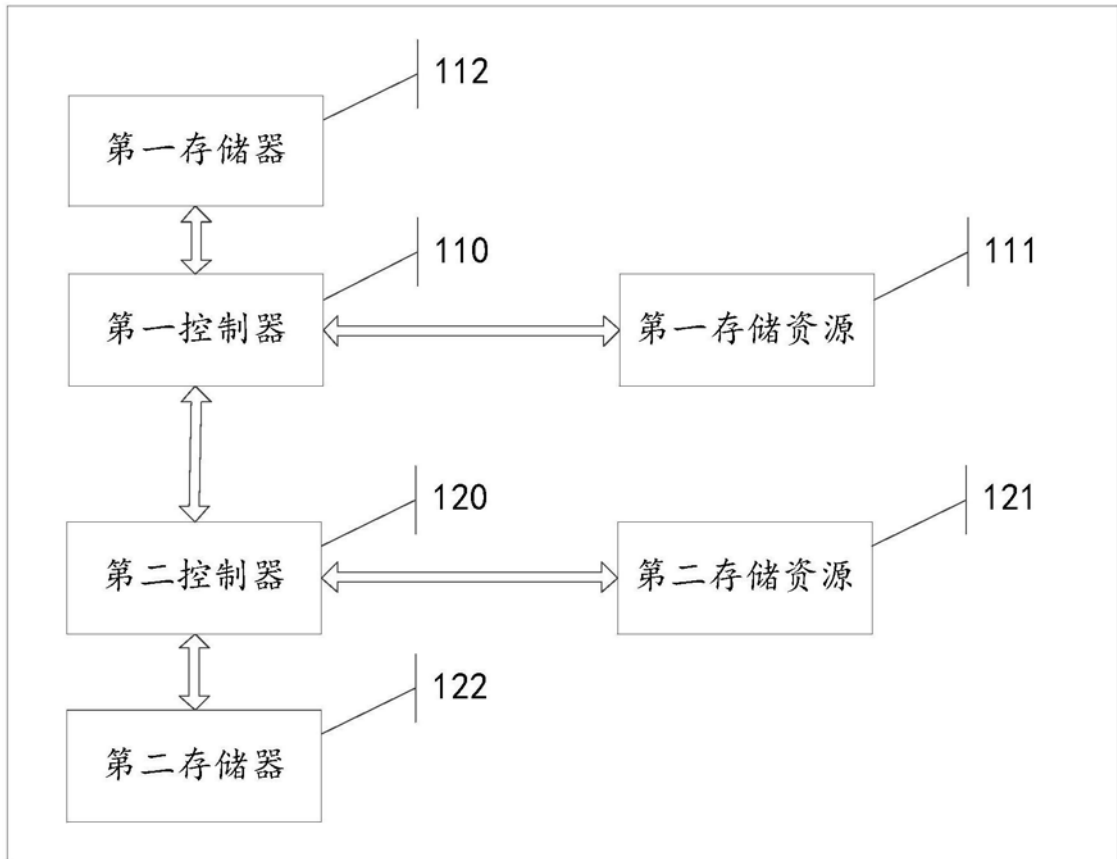 112
第一存储器
110
111
第一控制器
第一存储资源
120
121
第二控制器
第二存储资源
122
第二存储器